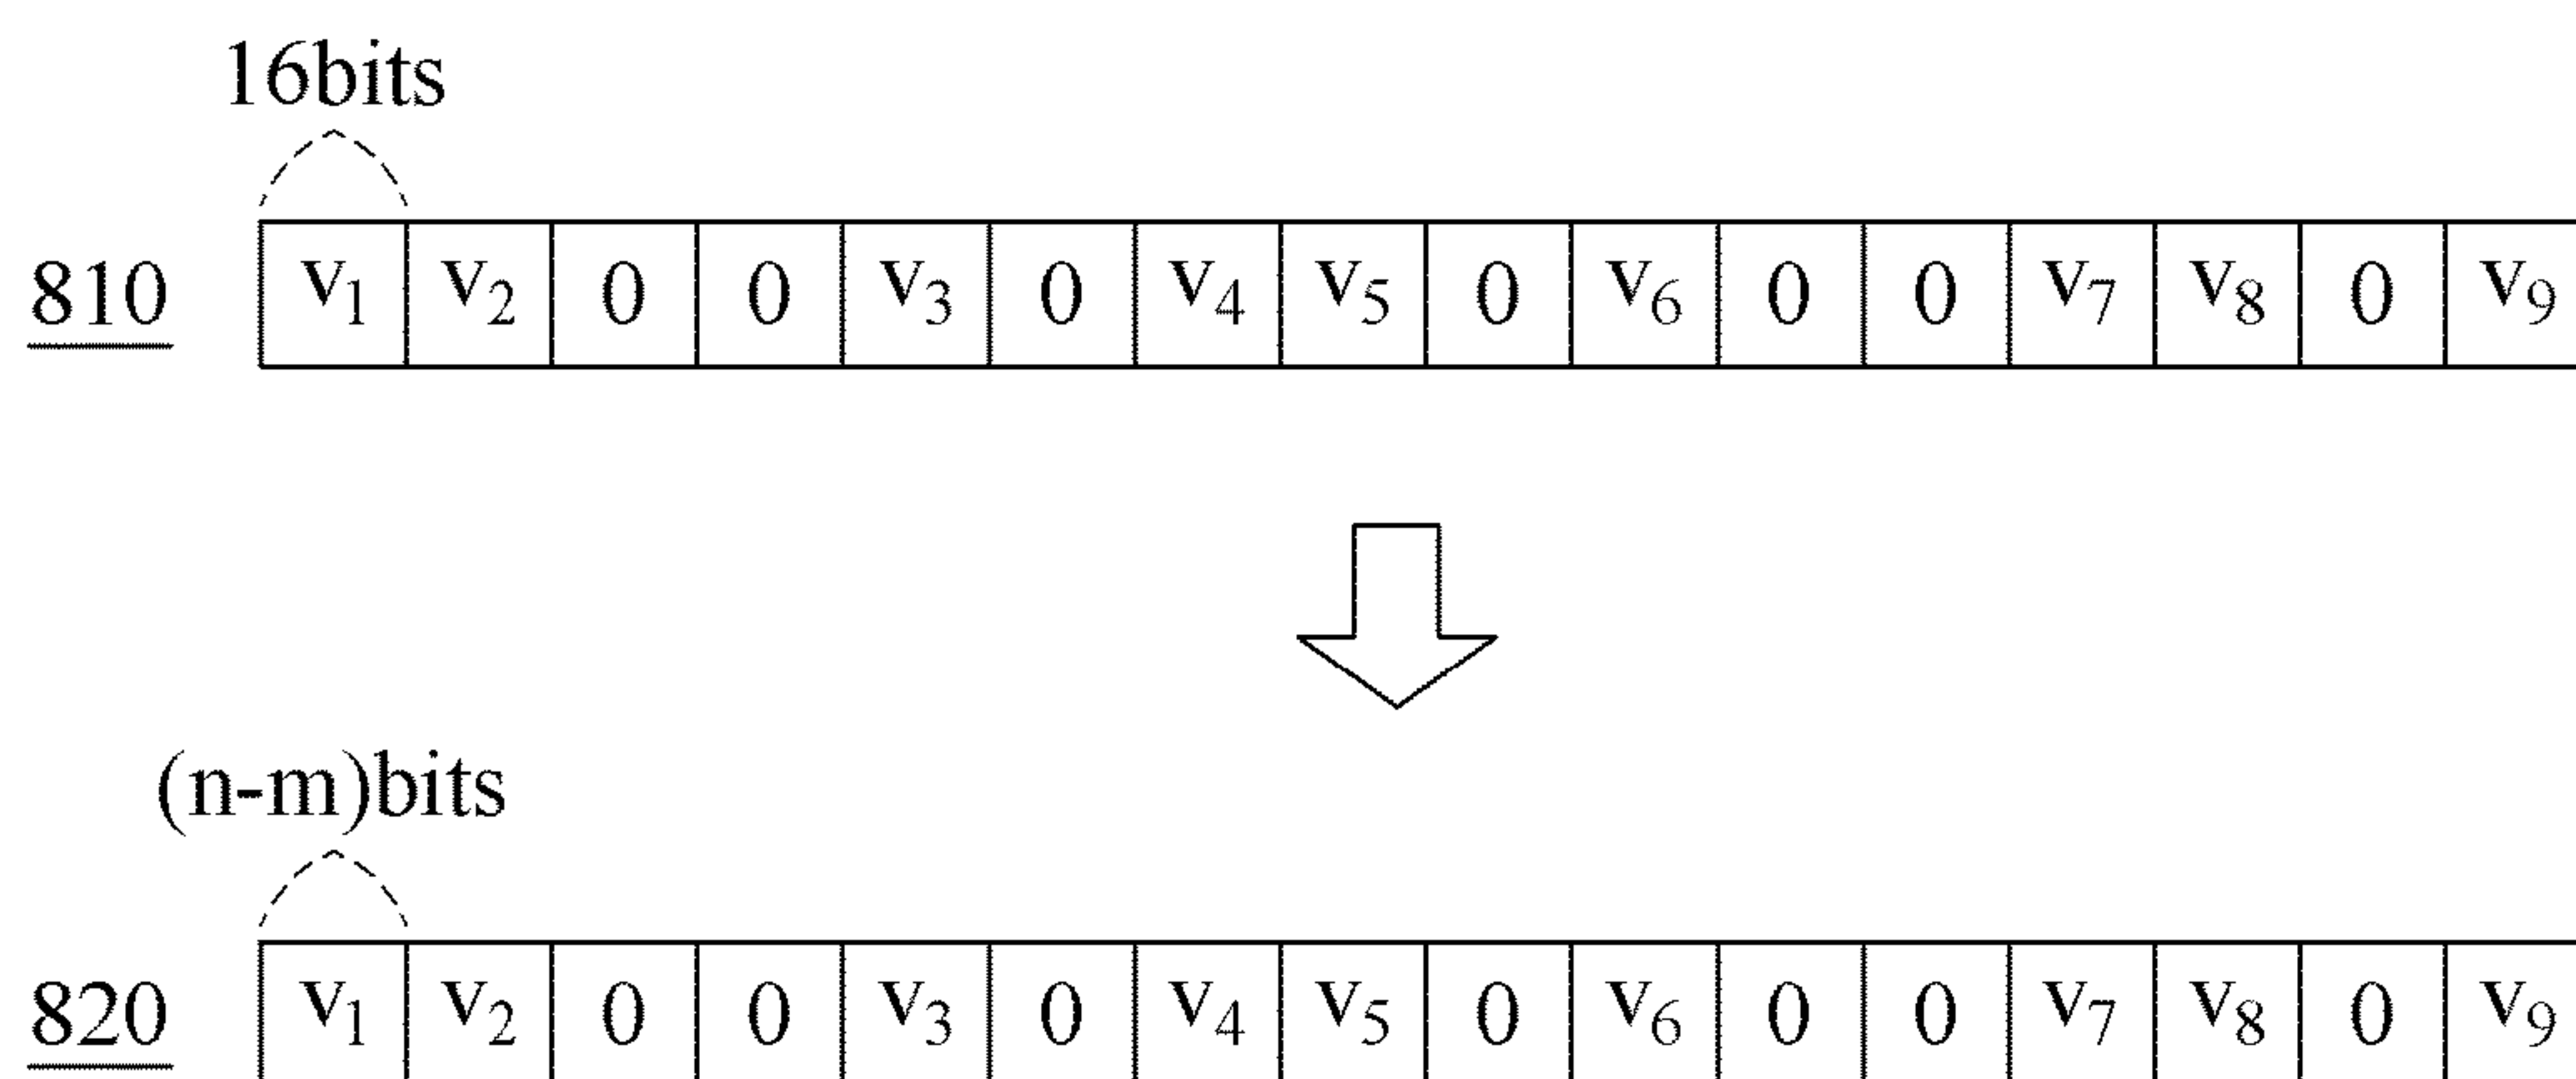 16bits
810 v₁ v₂ 0 0 v₃ 0 v₄ v₅ 0 v₆ 0 0 v₇ v₈ 0 v₉
(n-m)bits
820 v₁ v₂ 0 0 v₃ 0 v₄ v₅ 0 v₆ 0 0 v₇ v₈ 0 v₉